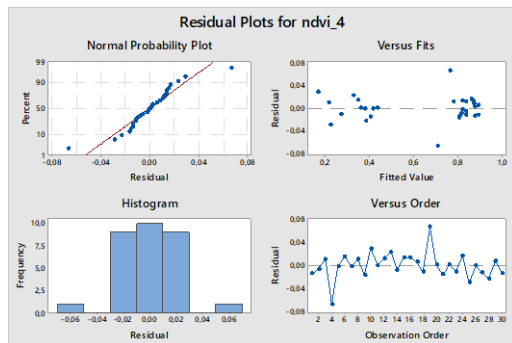 Residual Plots for ndvi_4
Normal Probability Plot
99
90
50
10
1
Percent
-0,08 -0,04 0,00 0,04 0,08
Residual
Versus Fits
0,08
0,04
0,00
-0,04
-0,08
Residual
0,2 0,4 0,6 0,8 1,0
Fitted Value
Histogram
10,0
7,5
5,0
2,5
0,0
Frequency
-0,06 -0,04 -0,02 0,00 0,02 0,04 0,06
Residual
Versus Order
0,08
0,04
0,00
-0,04
-0,08
Residual
2 4 6 8 10 12 14 16 18 20 22 24 26 28 30
Observation Order